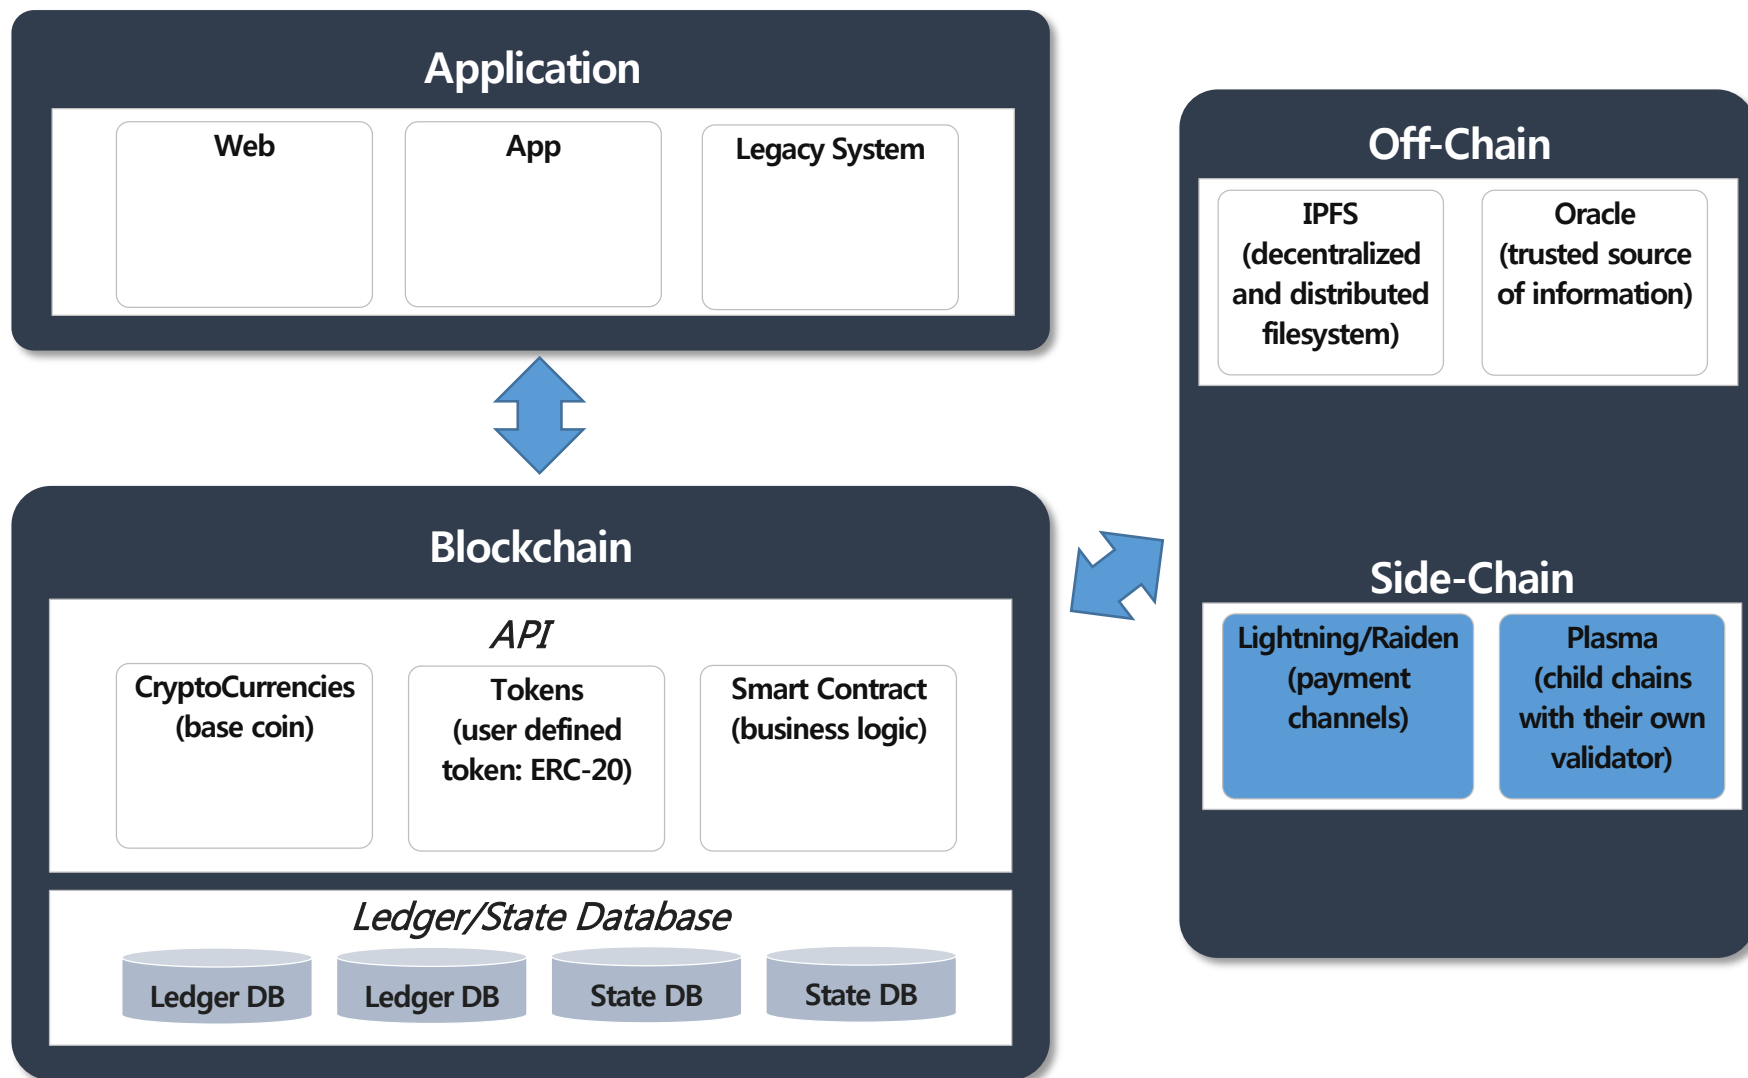 Application
Web
App
Legacy System
Blockchain
API
CryptoCurrencies
(base coin)
Tokens
(user defined
token: ERC-20)
Smart Contract
(business logic)
Ledger/State Database
Ledger DB
Ledger DB
State DB
State DB
Off-Chain
IPFS
(decentralized
and distributed
filesystem)
Oracle
(trusted source
of information)
Side-Chain
Lightning/Raiden
(payment
channels)
Plasma
(child chains
with their own
validator)